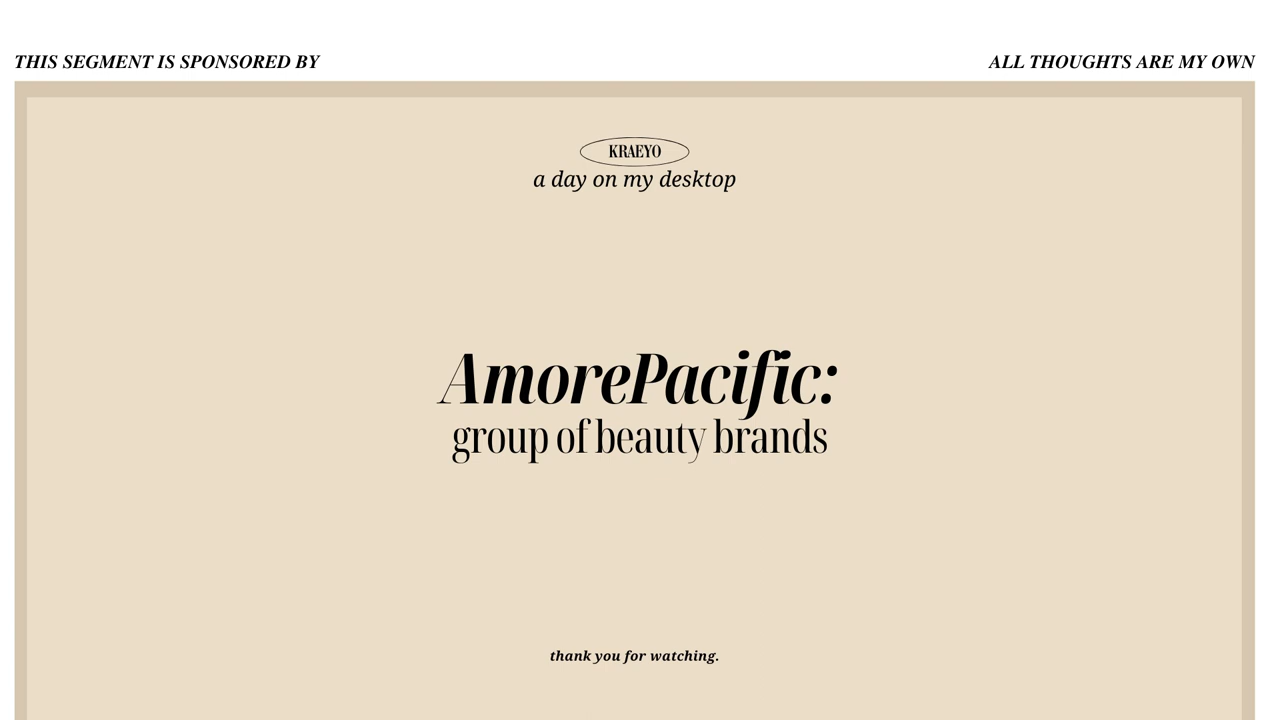 THIS SEGMENT IS SPONSORED BY
ALL THOUGHTS ARE MY OWN
KRAEYO
a day on my desktop
AmorePacific:
group of beauty brands
thank you for watching.